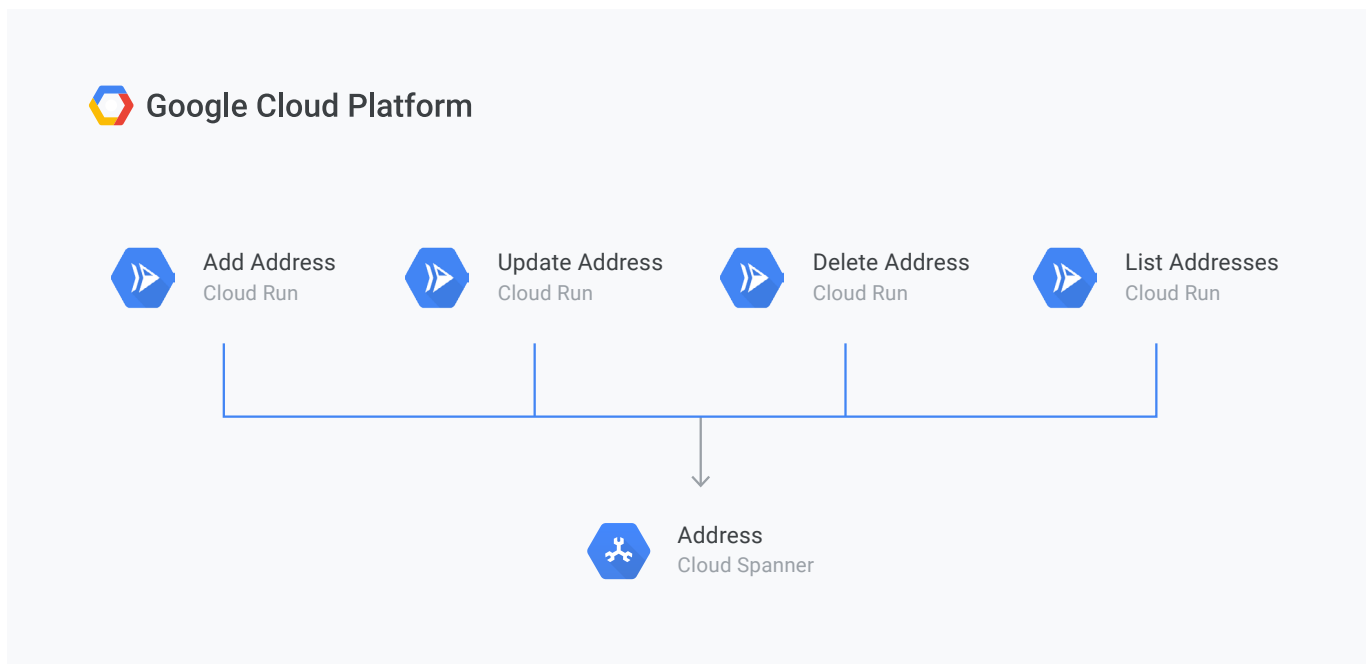 Google Cloud Platform
Add Address
Cloud Run
Update Address
Cloud Run
Delete Address
Cloud Run
List Addresses
Cloud Run
Address
Cloud Spanner